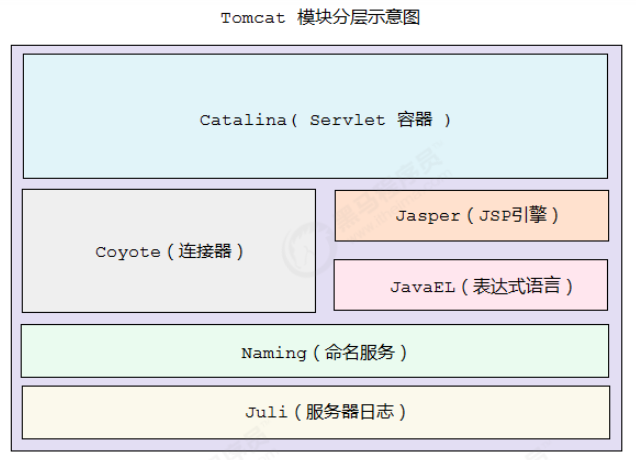 Tomcat 模块分层示意图
Catalina( Servlet 容器 )
Coyote(连接器)
Jasper(JSP引擎)
JavaEL(表达式语言)
Naming(命名服务)
Juli(服务器日志)